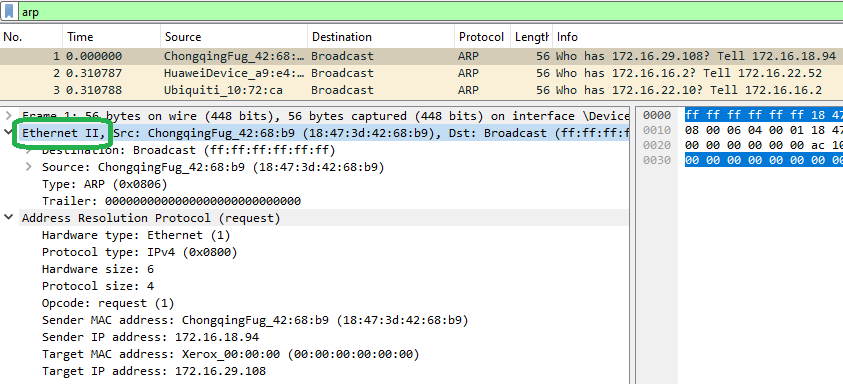 arp
No. Time Source Destination Protocol Length Info
1 0.000000 ChongqingFug_42:68:… Broadcast ARP 56 Who has 172.16.29.108? Tell 172.16.18.94
2 0.310787 HuaweiDevice_a9:e4:… Broadcast ARP 56 Who has 172.16.16.2? Tell 172.16.22.52
3 0.310788 Ubiquiti_10:72:ca Broadcast ARP 56 Who has 172.16.22.10? Tell 172.16.16.2
Frame 1: 56 bytes on wire (448 bits), 56 bytes captured (448 bits) on interface \Device
Ethernet II, Src: ChongqingFug_42:68:b9 (18:47:3d:42:68:b9), Dst: Broadcast (ff:ff:ff:f
Destination: Broadcast (ff:ff:ff:ff:ff:ff)
Source: ChongqingFug_42:68:b9 (18:47:3d:42:68:b9)
Type: ARP (0x0806)
Trailer: 0000000000000000000000000000
Address Resolution Protocol (request)
Hardware type: Ethernet (1)
Protocol type: IPv4 (0x0800)
Hardware size: 6
Protocol size: 4
Opcode: request (1)
Sender MAC address: ChongqingFug_42:68:b9 (18:47:3d:42:68:b9)
Sender IP address: 172.16.18.94
Target MAC address: Xerox_00:00:00 (00:00:00:00:00:00)
Target IP address: 172.16.29.108
0000 ff ff ff ff ff ff 18 47
0010 08 00 06 04 00 01 18 47
0020 00 00 00 00 00 00 ac 10
0030 00 00 00 00 00 00 00 00